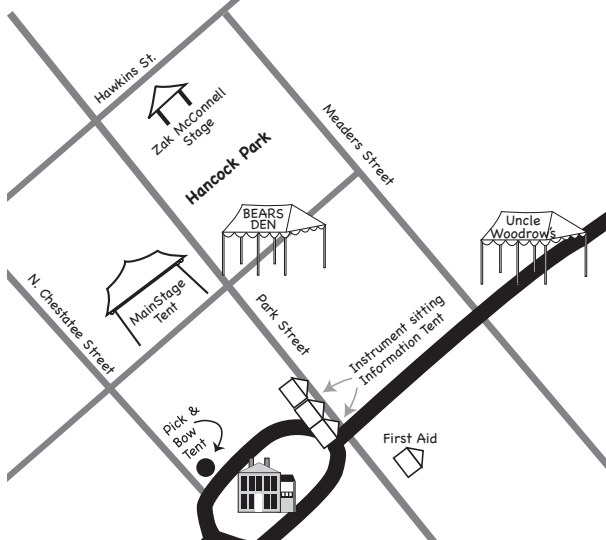 Hawkins St.
Zak McConnell
Stage
Meaders Street
Hancock Park
BEARS
DEN
Uncle
Woodrow's
MainStage
Tent
N. Chestatee Street
Park Street
Instrument sitting
Information Tent
Pick &
Bow
Tent
First Aid